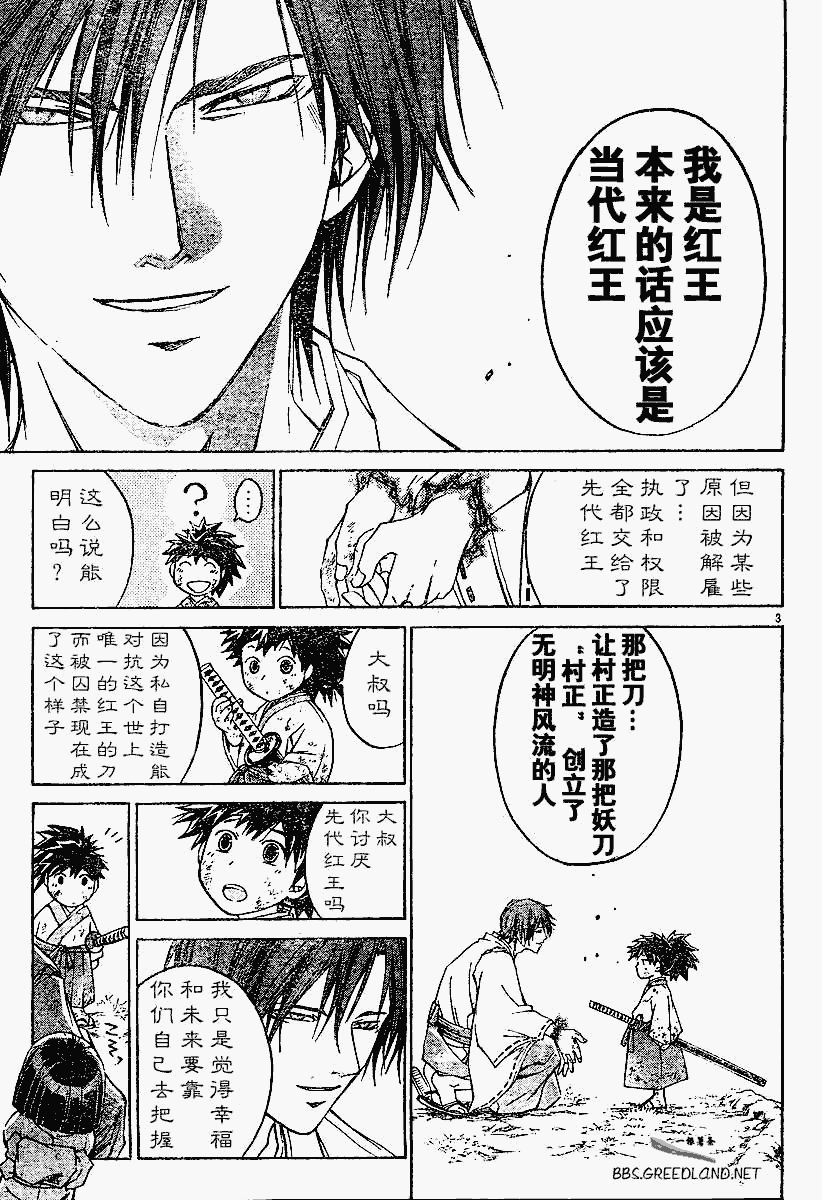 我是红王
本来的话应该是
当代红王
但因为某些
原因被解雇
了…
执政和权限
全都交给了
先代红王
…
?
这么说能
明白吗?
3
那把刀…
让村正造了那把妖刀
“村正”创立了
无明神风流的人
大叔吗
因为私自打造能
对抗这个世上
唯一的红王的刀
而被囚禁现在成
了这个样子
大叔
你讨厌
先代红王吗
我只是觉得幸福
和未来要靠
你们自己去把握
BBS.GREEDLAND.NET